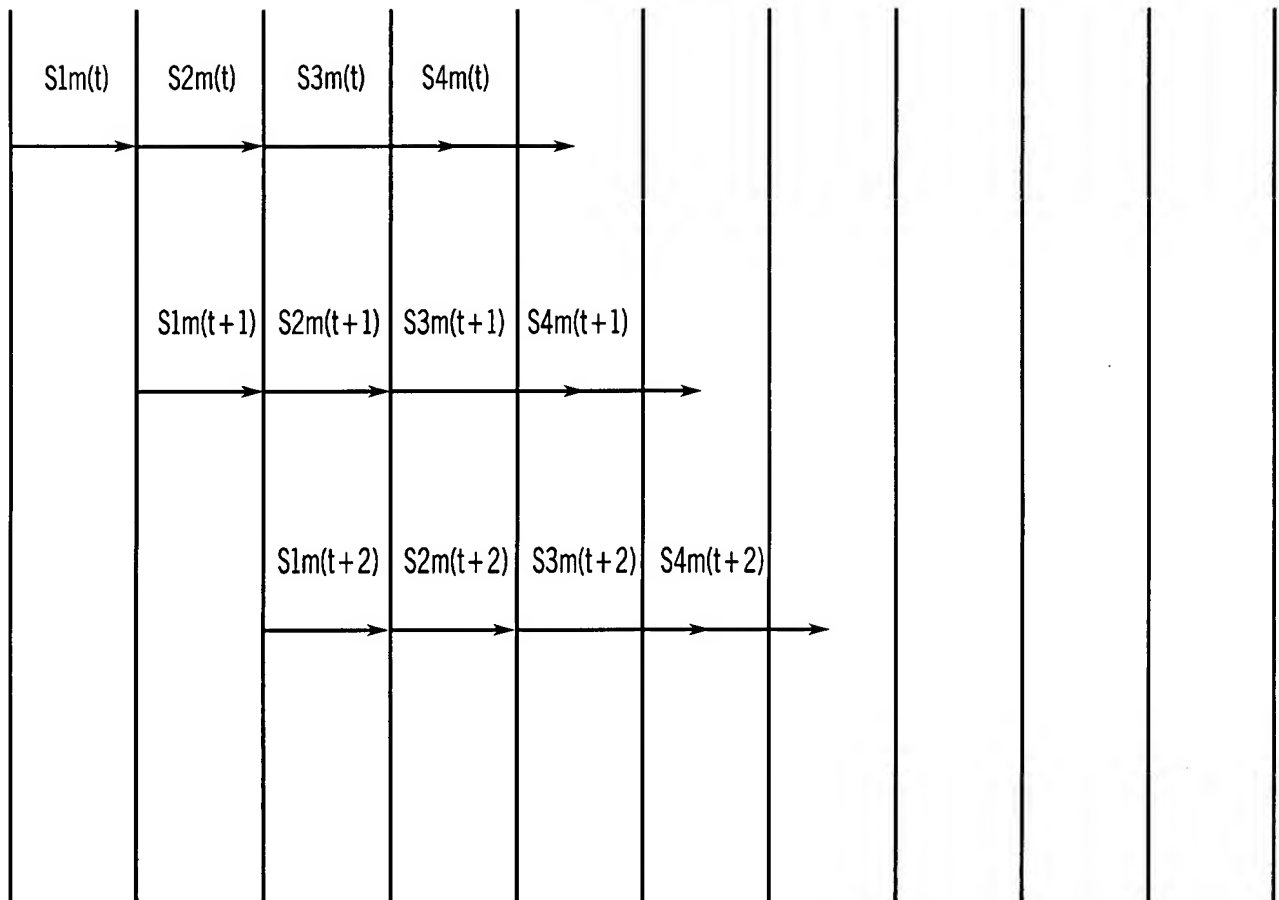 S1m(t) S2m(t) S3m(t) S4m(t)
S1m(t+1) S2m(t+1) S3m(t+1) S4m(t+1)
S1m(t+2) S2m(t+2) S3m(t+2) S4m(t+2)